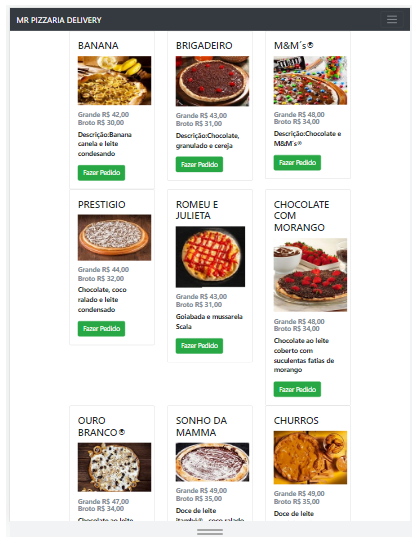 MR PIZZARIA DELIVERY
BANANA
Grande R$ 42,00
Broto R$ 30,00
Descrição:Banana
canela e leite
condesando
Fazer Pedido
BRIGADEIRO
Grande R$ 43,00
Broto R$ 31,00
Descrição:Chocolate,
granulado e cereja
Fazer Pedido
M&M´s®
Grande R$ 48,00
Broto R$ 34,00
Descrição:Chocolate e
M&M´s®
Fazer Pedido
PRESTIGIO
Grande R$ 44,00
Broto R$ 32,00
Chocolate, coco
ralado e leite
condensado
Fazer Pedido
ROMEU E
JULIETA
Grande R$ 43,00
Broto R$ 31,00
Goiabada e mussarela
Scala
Fazer Pedido
CHOCOLATE
COM
MORANGO
Grande R$ 48,00
Broto R$ 34,00
Chocolate ao leite
coberto com
suculentas fatias de
morango
Fazer Pedido
OURO
BRANCO®
Grande R$ 47,00
Broto R$ 34,00
Chocolate ao leite
SONHO DA
MAMMA
Grande R$ 49,00
Broto R$ 35,00
Doce de leite
itambé®, coco ralado
CHURROS
Grande R$ 49,00
Broto R$ 35,00
Doce de leite